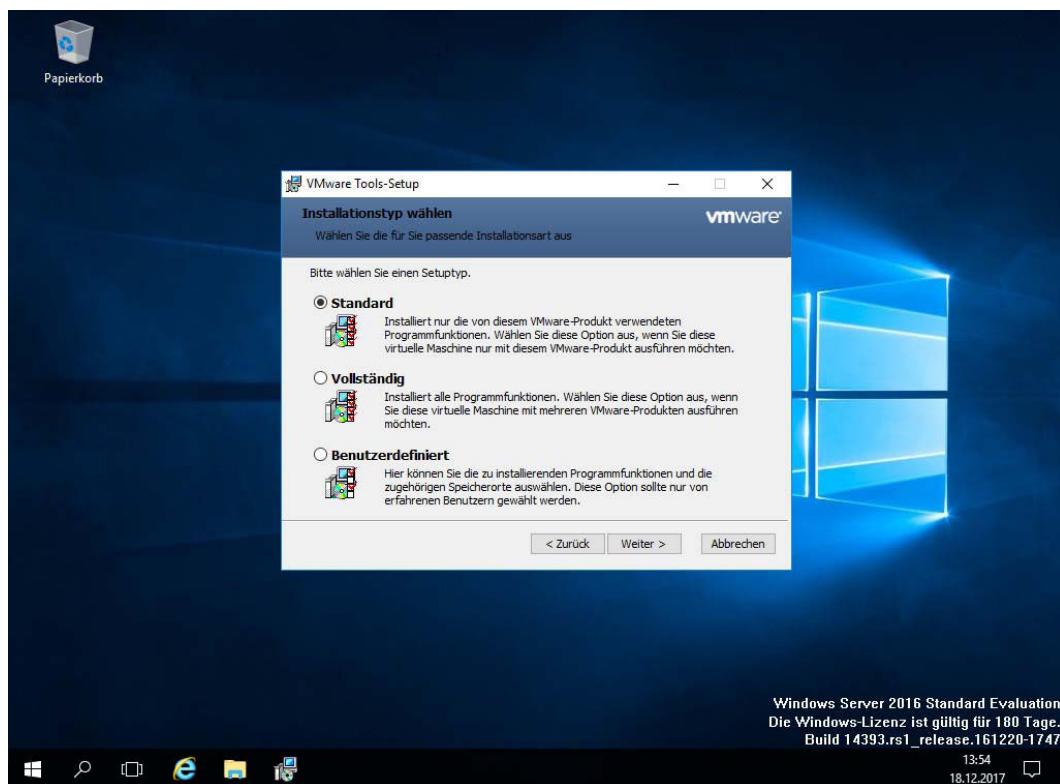 Papierkorb
VMware Tools-Setup
Installationstyp wählen
vmware
Wählen Sie die für Sie passende Installationsart aus
Bitte wählen Sie einen Setuptyp.
Standard
Installiert nur die von diesem VMware-Produkt verwendeten
Programmfunktionen. Wählen Sie diese Option aus, wenn Sie diese
virtuelle Maschine nur mit diesem VMware-Produkt ausführen möchten.
Vollständig
Installiert alle Programmfunktionen. Wählen Sie diese Option aus, wenn
Sie diese virtuelle Maschine mit mehreren VMware-Produkten ausführen
möchten.
Benutzerdefiniert
Hier können Sie die zu installierenden Programmfunktionen und die
zugehörigen Speicherorte auswählen. Diese Option sollte nur von
erfahrenen Benutzern gewählt werden.
< Zurück Weiter > Abbrechen
Windows Server 2016 Standard Evaluation
Die Windows-Lizenz ist gültig für 180 Tage.
Build 14393.rs1_release.161220-1747
13:54
18.12.2017